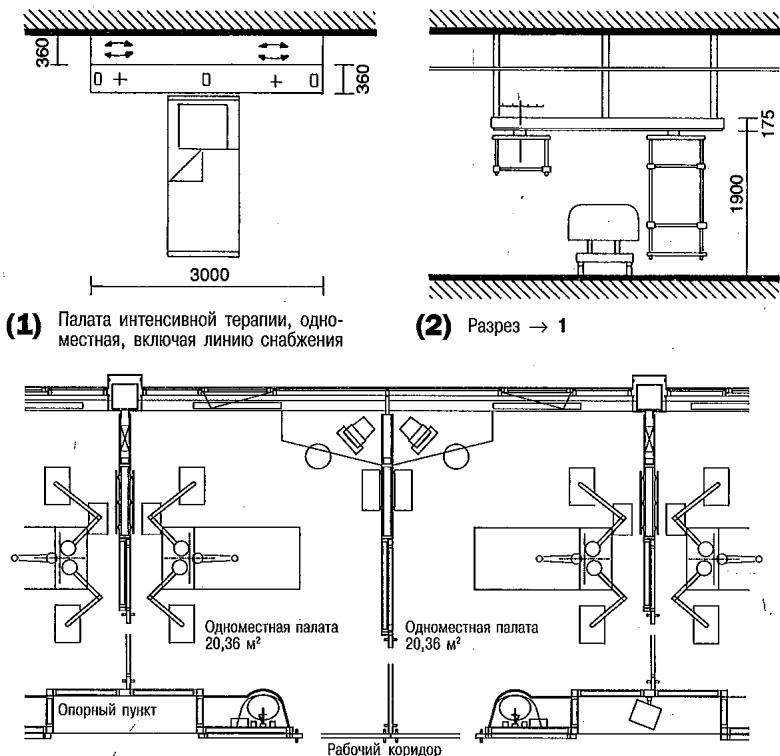 360
360
3000
175
1900
(1) Палата интенсивной терапии, одно-
местная, включая линию снабжения
(2) Разрез → 1
Одноместная палата
20,36 м²
Одноместная палата
20,36 м²
Опорный пункт
Рабочий коридор